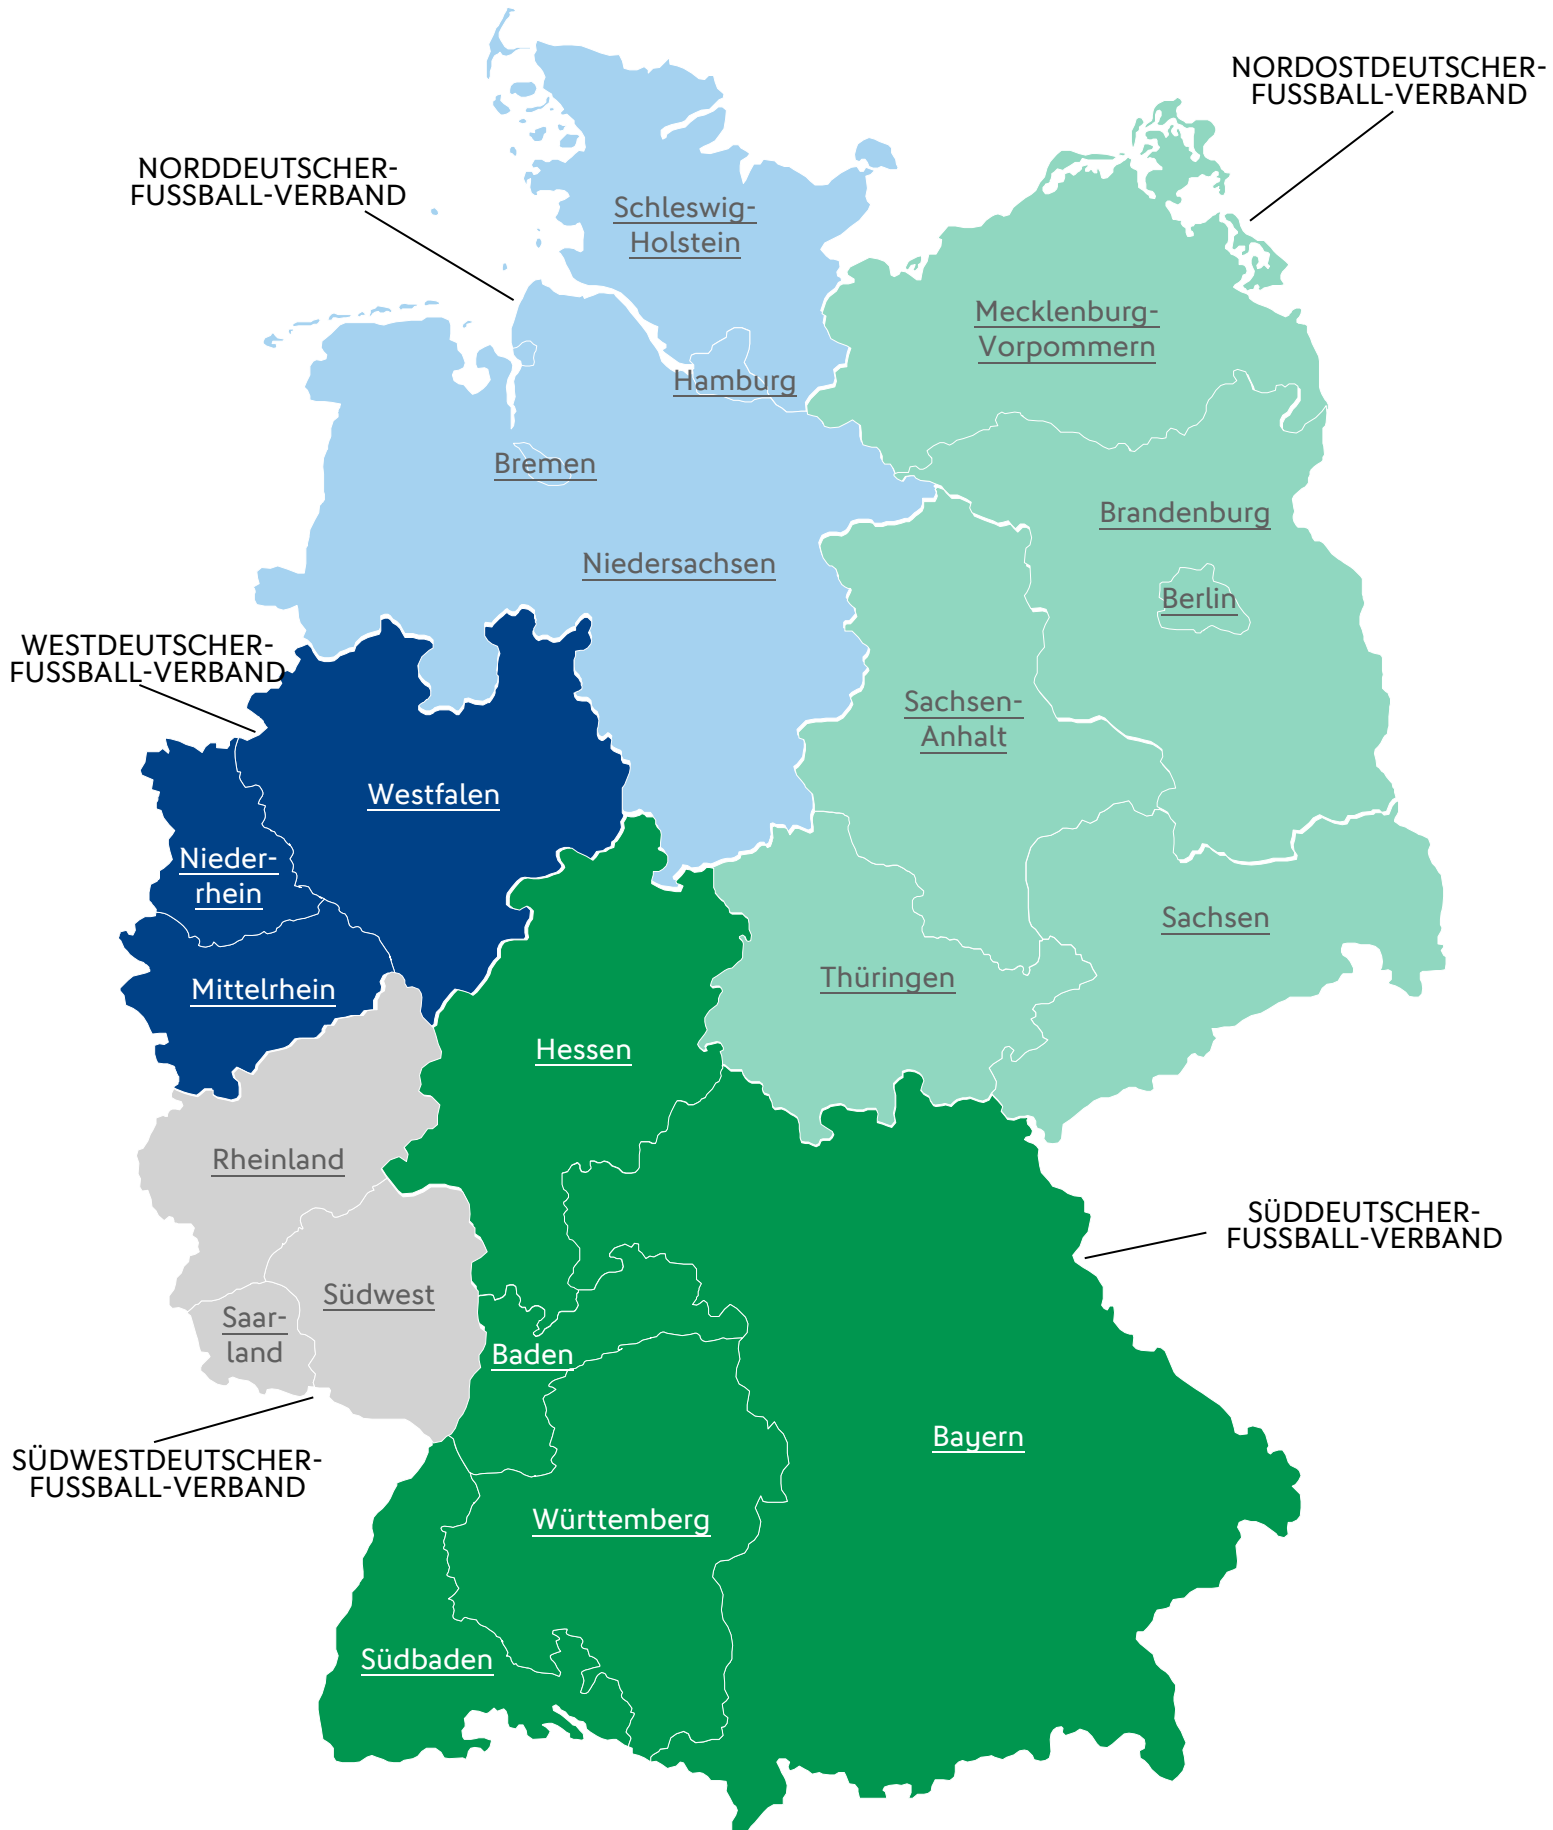 NORDOSTDEUTSCHER-
FUSSBALL-VERBAND
NORDDEUTSCHER-
FUSSBALL-VERBAND
Schleswig-
Holstein
Mecklenburg-
Vorpommern
Hamburg
Bremen
Brandenburg
Niedersachsen
Berlin
WESTDEUTSCHER-
FUSSBALL-VERBAND
Sachsen-
Anhalt
Westfalen
Nieder-
rhein
Sachsen
Thüringen
Mittelrhein
Hessen
Rheinland
SÜDDEUTSCHER-
FUSSBALL-VERBAND
Südwest
Saar-
land
Baden
Bayern
SÜDWESTDEUTSCHER-
FUSSBALL-VERBAND
Württemberg
Südbaden